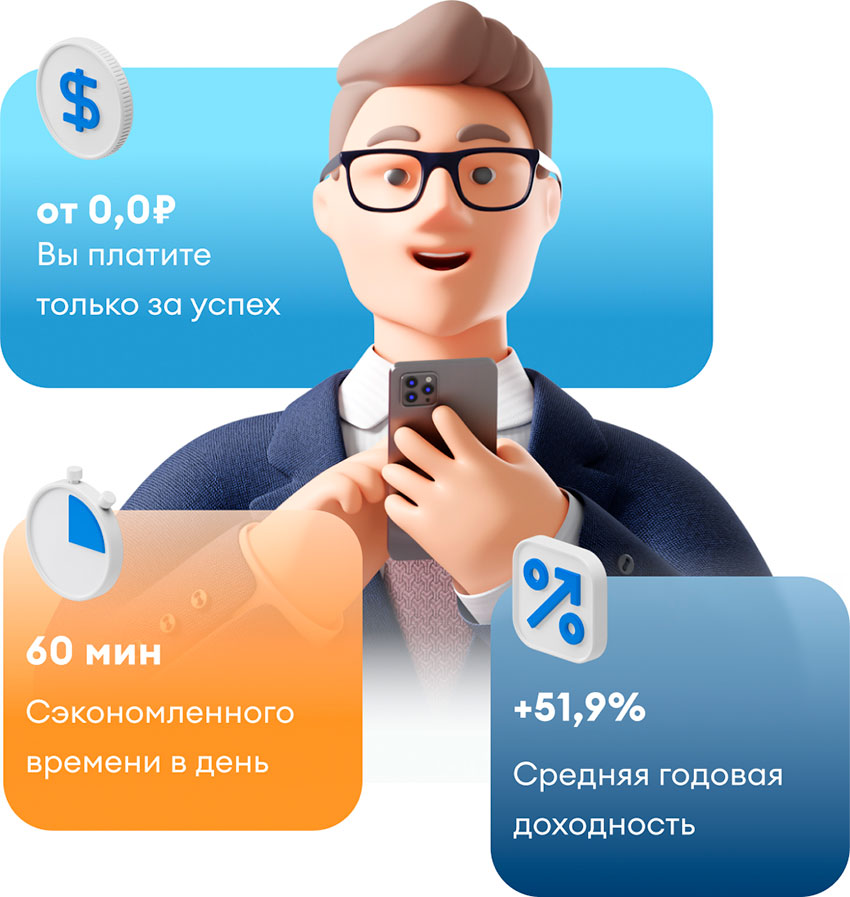 от 0,0₽
Вы платите
только за успех
60 мин
Сэкономленного
времени в день
+51,9%
Средняя годовая
доходность